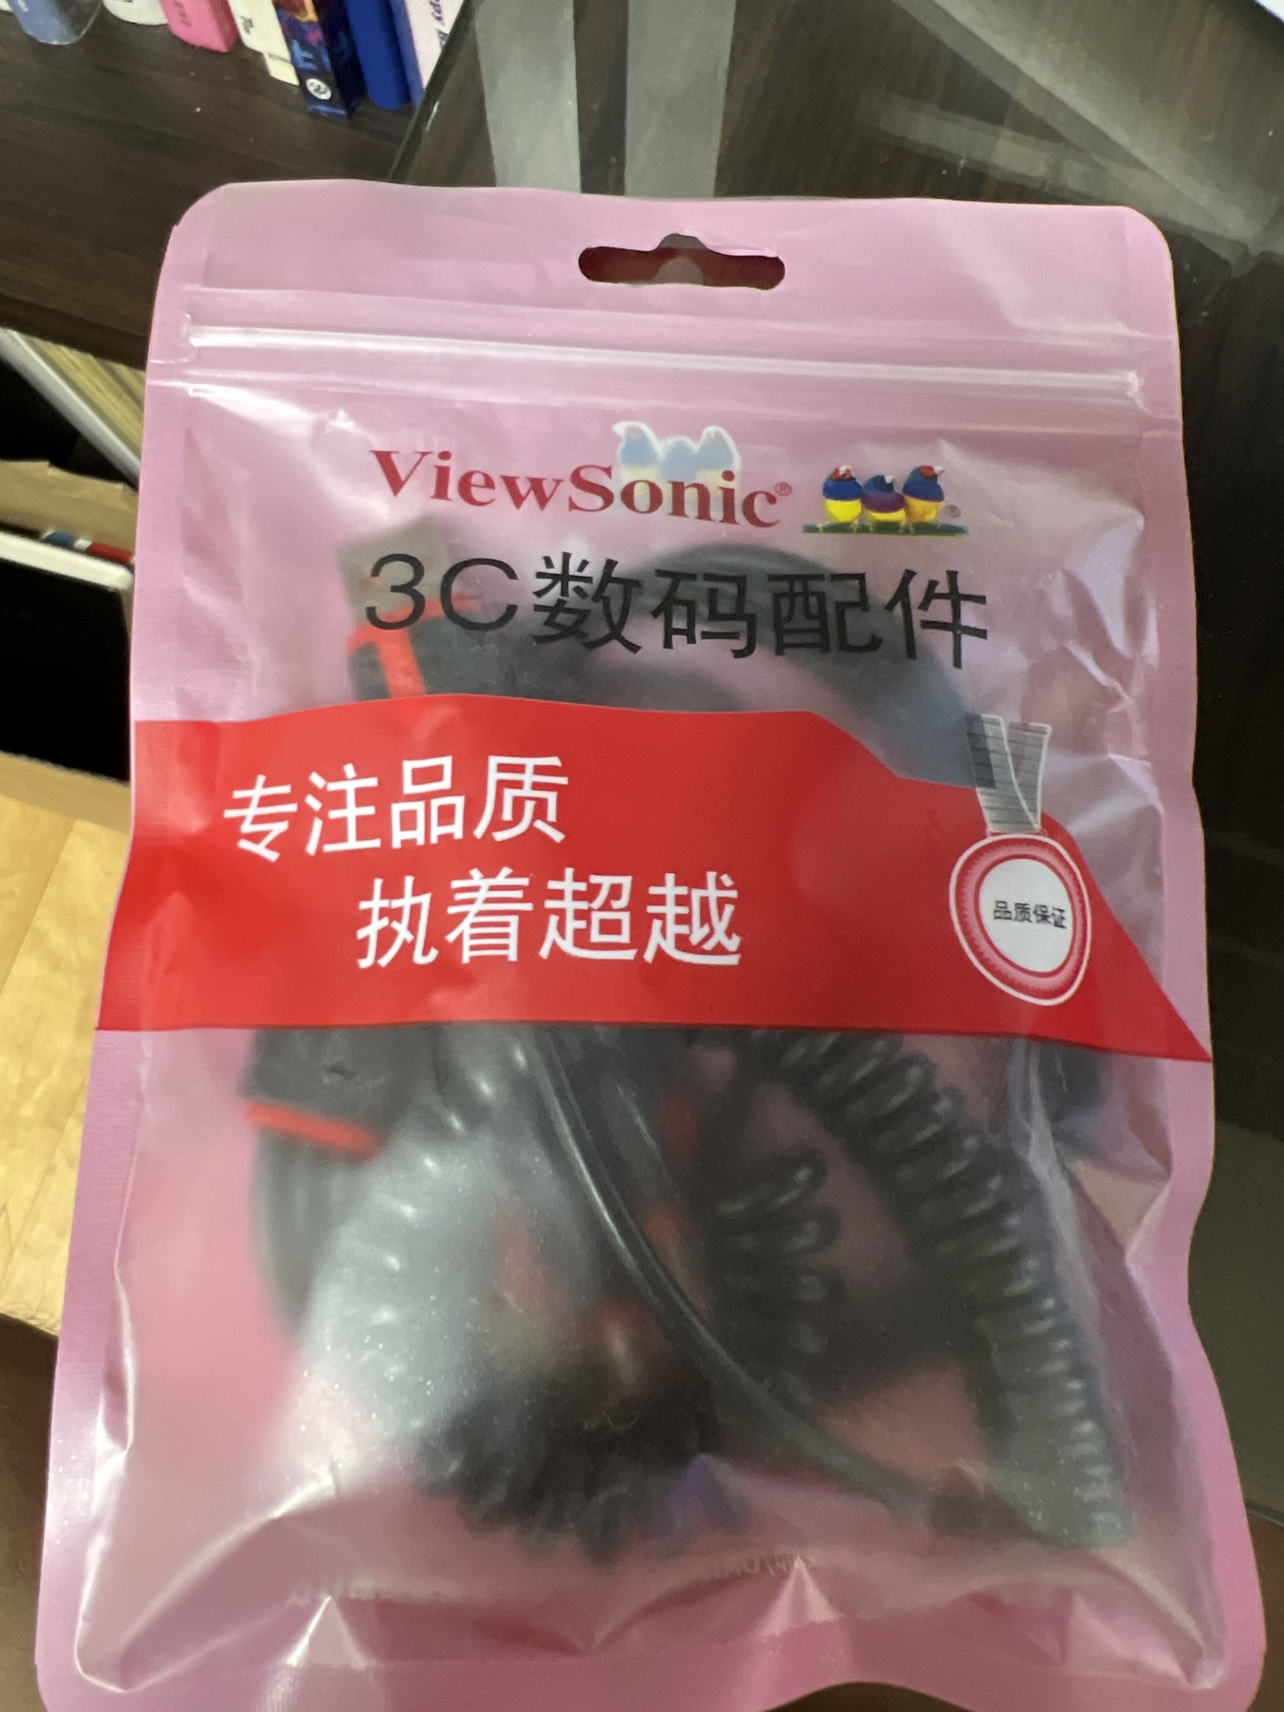 ViewSonic®
®
3C数码配件
专注品质
执着超越
品质保证